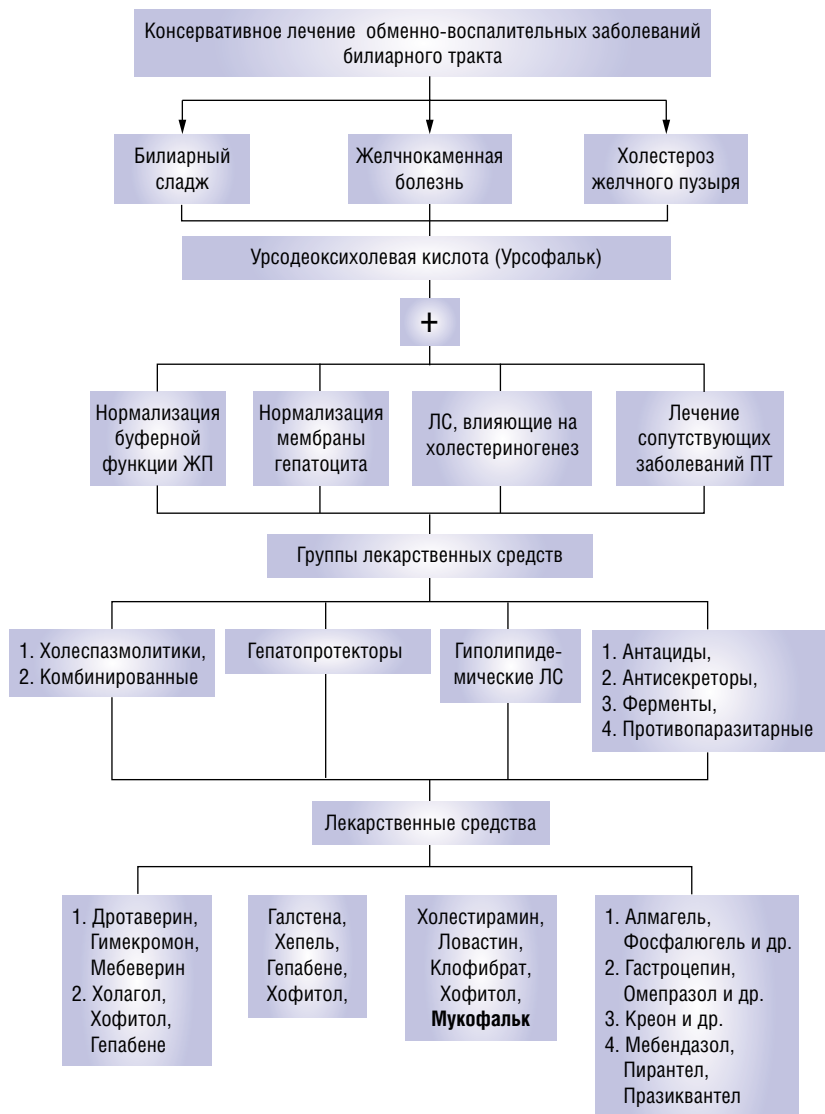 Консервативное лечение обменно-воспалительных заболеваний
билиарного тракта
Билиарный
сладж
Желчнокаменная
болезнь
Холестероз
желчного пузыря
Урсодеоксихолевая кислота (Урсофальк)
+
Нормализация
буферной
функции ЖП
Нормализация
мембраны
гепатоцита
ЛС, влияющие на
холестериногенез
Лечение
сопутствующих
заболеваний ПТ
Группы лекарственных средств
1. Холеспазмолитики,
2. Комбинированные
Гепатопротекторы
Гиполипиде-
мические ЛС
1. Антациды,
2. Антисекреторы,
3. Ферменты,
4. Противопаразитарные
Лекарственные средства
1. Дротаверин,
Гимекромон,
Мебеверин
2. Холагол,
Хофитол,
Гепабене
Галстена,
Хепель,
Гепабене,
Хофитол,
Холестирамин,
Ловастин,
Клофибрат,
Хофитол,
Мукофальк
1. Алмагель,
Фосфалюгель и др.
2. Гастроцепин,
Омепразол и др.
3. Креон и др.
4. Мебендазол,
Пирантел,
Празиквантел